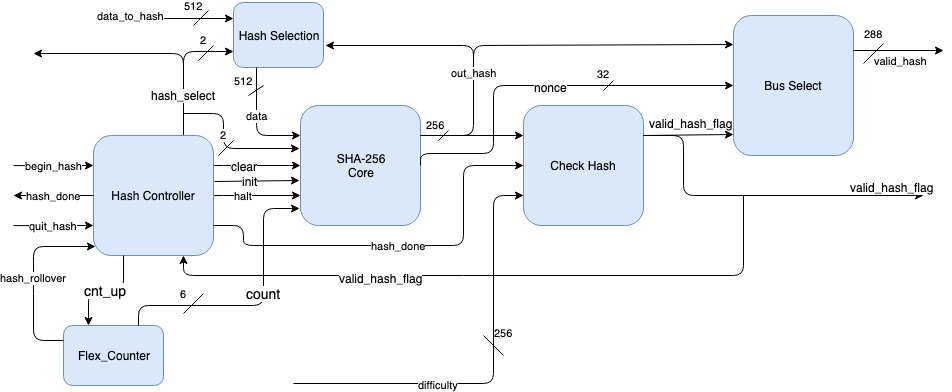 512
data_to_hash
Hash Selection
288
2
valid_hash
out_hash
32
512
nonce
Bus Select
hash_select
data
256
valid_hash_flag
2
begin_hash
clear
SHA-256
Core
Check Hash
init
valid_hash_flag
hash_done
Hash Controller
halt
quit_hash
hash_done
hash_rollover
valid_hash_flag
cnt_up
6
count
256
Flex_Counter
difficulty